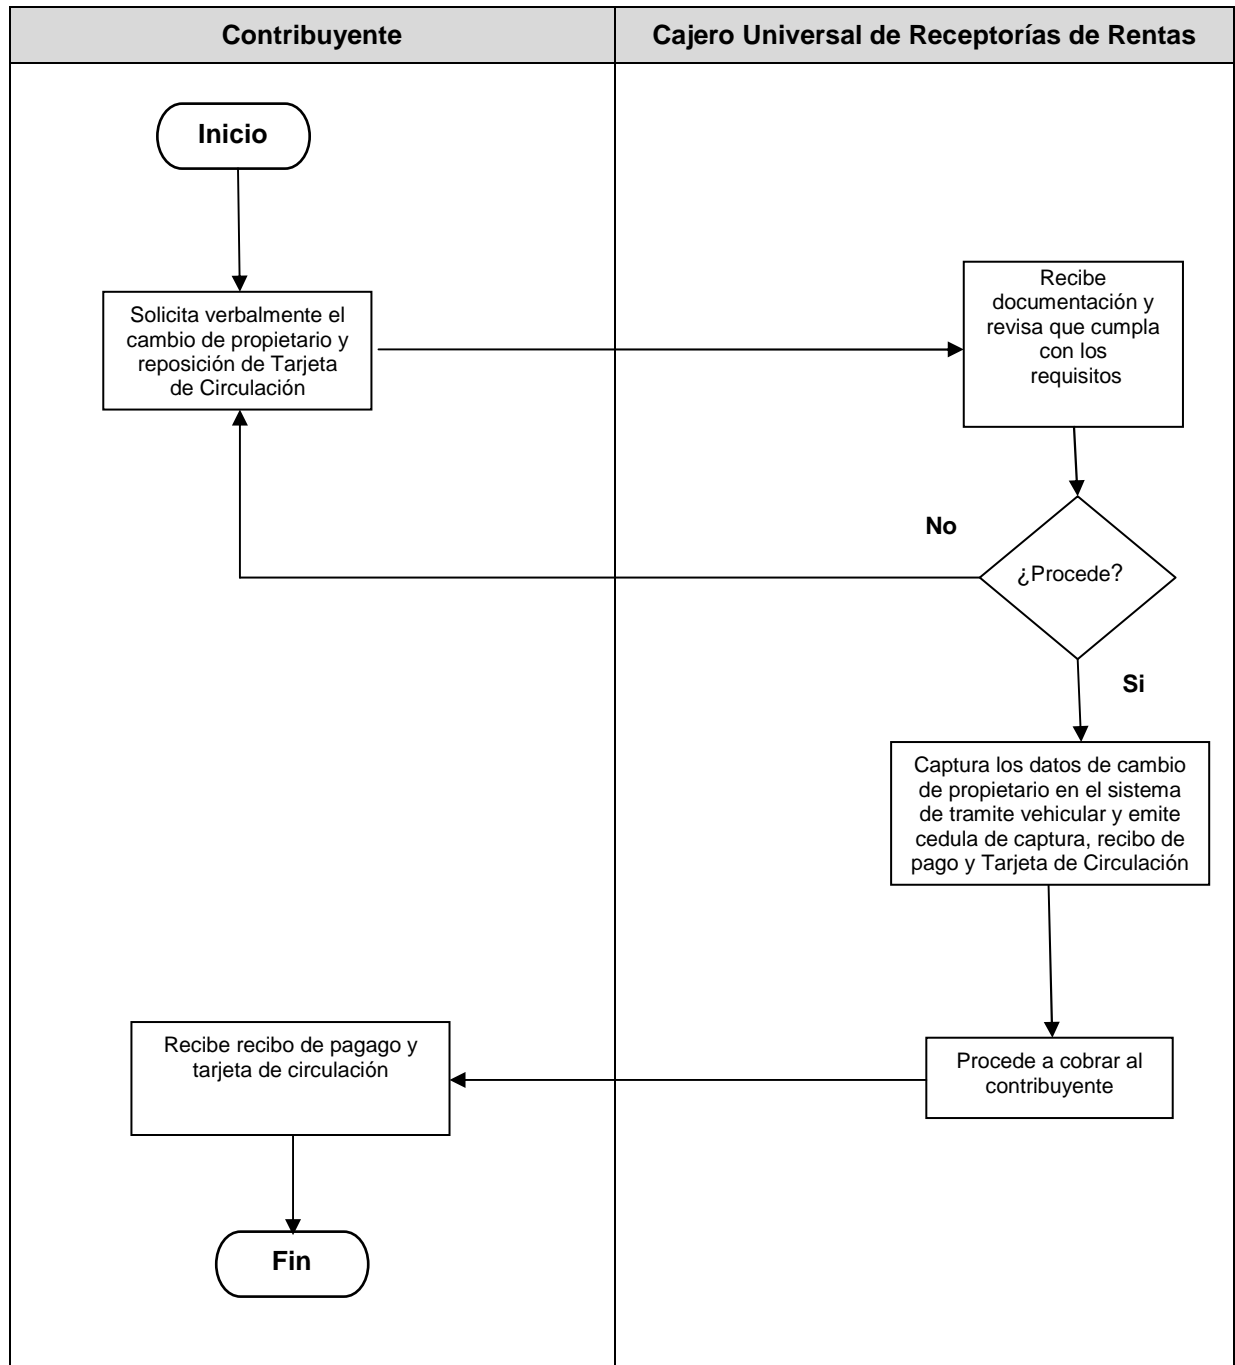 Contribuyente
Cajero Universal de Receptorías de Rentas
Inicio
Solicita verbalmente el
cambio de propietario y
reposición de Tarjeta
de Circulación
Recibe
documentación y
revisa que cumpla
con los
requisitos
No
¿Procede?
Si
Captura los datos de cambio
de propietario en el sistema
de tramite vehicular y emite
cedula de captura, recibo de
pago y Tarjeta de Circulación
Procede a cobrar al
contribuyente
Recibe recibo de pagago y
tarjeta de circulación
Fin